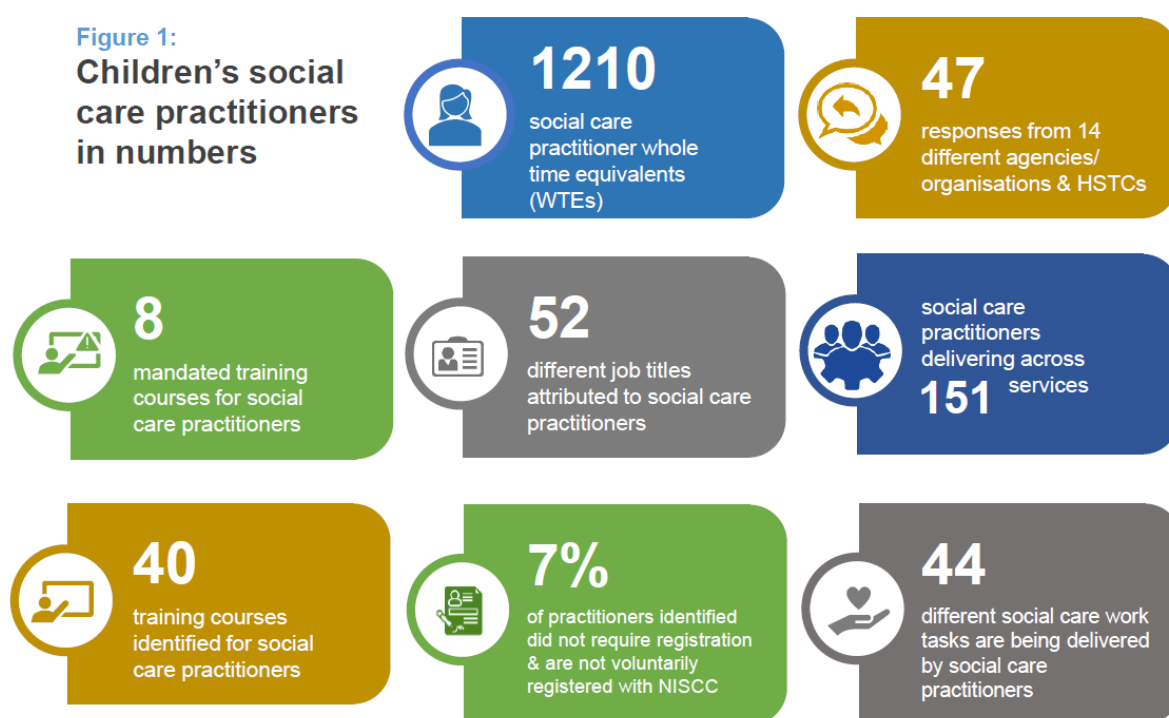 Figure 1:
Children's social
care practitioners
in numbers
1210
social care
practitioner whole
time equivalents
(WTEs)
47
responses from 14
different agencies/
organisations & HSTCs
8
mandated training
courses for social
care practitioners
52
different job titles
attributed to social care
practitioners
social care
practitioners
delivering across
151 services
40
training courses
identified for social
care practitioners
7%
of practitioners identified
did not require registration
& are not voluntarily
registered with NISCC
44
different social care work
tasks are being delivered
by social care
practitioners